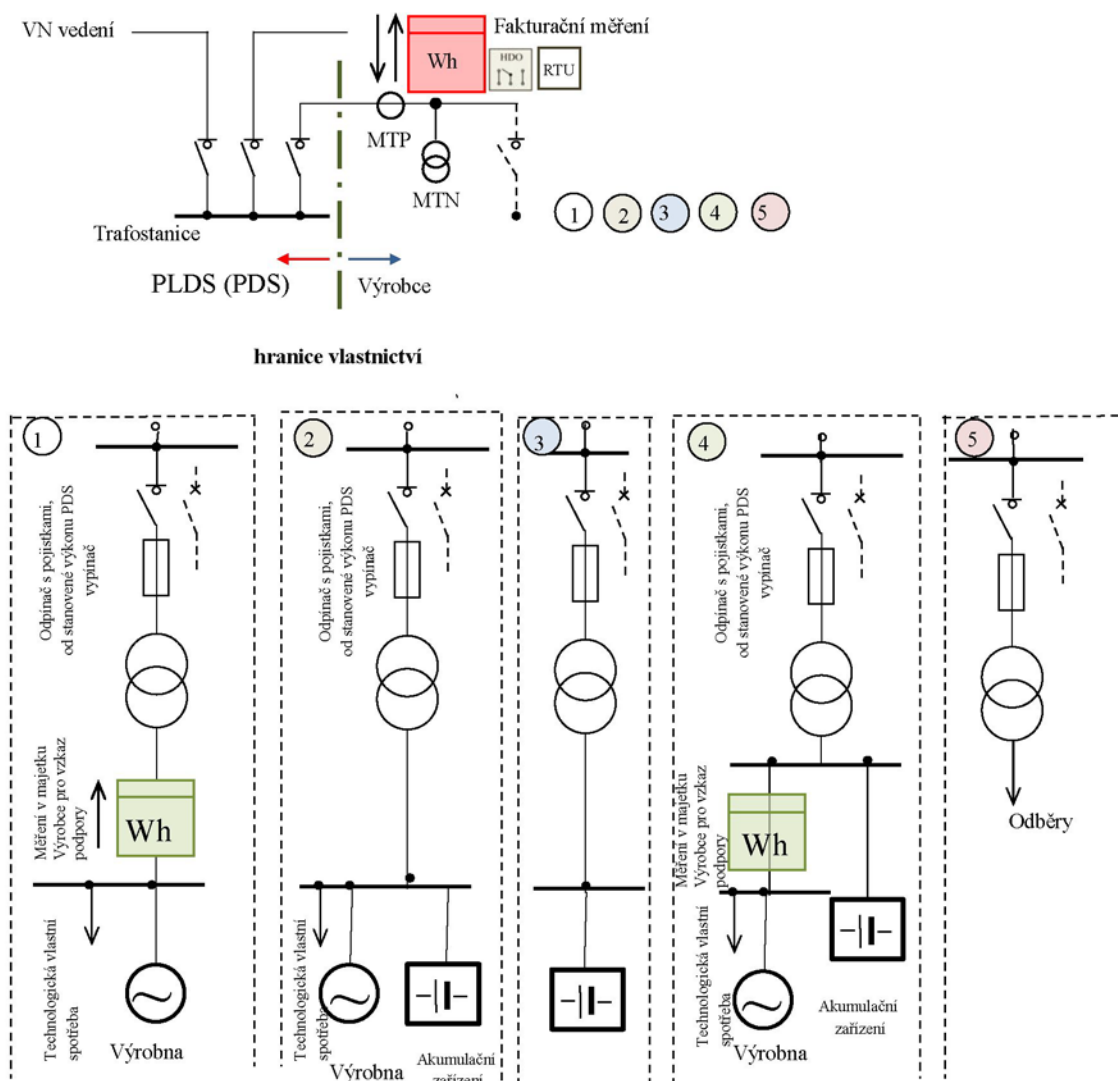 VN vedení
Fakturační měření
Wh
HDO
RTU
MTP
MTN
Trafostanice
PLDS (PDS)
Výrobce
1
2
3
4
5
hranice vlastnictví
1
Odpínač s pojistkami,
od stanovené výkonu PDS
vypínač
Měření v majetku
Výrobce pro vzkaz
podpory
Wh
Technologická vlastní
spotřeba
Výrobna
2
Odpínač s pojistkami,
od stanovené výkonu PDS
vypínač
Technologická vlastní
spotřeba
Výrobna
Akumulační
zařízení
3
4
Odpínač s pojistkami,
od stanovené výkonu PDS
vypínač
Měření v majetku
Výrobce pro vzkaz
podpory
Wh
Technologická vlastní
spotřeba
Výrobna
Akumulační
zařízení
5
Odběry